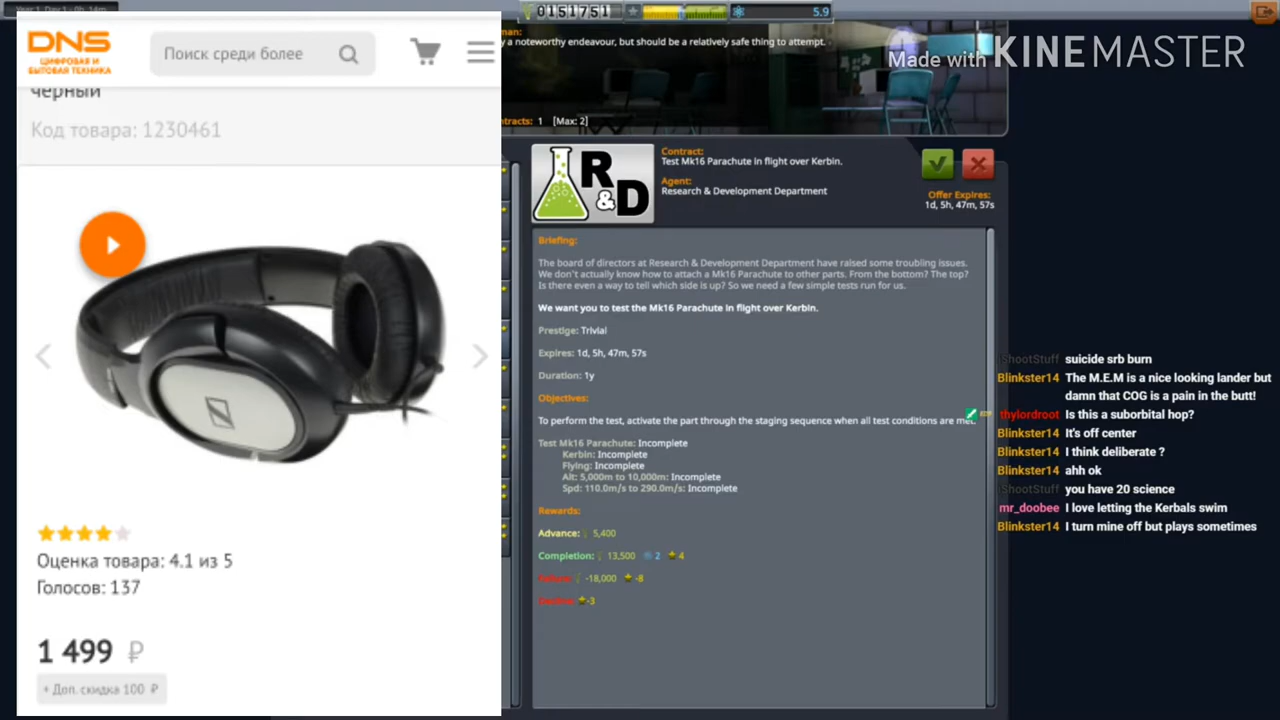 Year 1, Day 1 - 0h, 14m
0151751
5.9
DNS
ЦИФРОВАЯ И
БЫТОВАЯ ТЕХНИКА
Поиск среди более
черный
Код товара: 1230461
Оценка товара: 4.1 из 5
Голосов: 137
1 499 ₽
+ Доп. скидка 100 ₽
man:
y a noteworthy endeavour, but should be a relatively safe thing to attempt.
Made with KINEMASTER
tracts: 1 [Max: 2]
R&D
Contract:
Test Mk16 Parachute in flight over Kerbin.
Agent:
Research & Development Department
Offer Expires:
1d, 5h, 47m, 57s
Briefing:
The board of directors at Research & Development Department have raised some troubling issues.
We don't actually know how to attach a Mk16 Parachute to other parts. From the bottom? The top?
Is there even a way to tell which side is up? So we need a few simple tests run for us.
We want you to test the Mk16 Parachute in flight over Kerbin.
Prestige: Trivial
Expires: 1d, 5h, 47m, 57s
Duration: 1y
Objectives:
To perform the test, activate the part through the staging sequence when all test conditions are met.
Test Mk16 Parachute: Incomplete
Kerbin: Incomplete
Flying: Incomplete
Alt: 5,000m to 10,000m: Incomplete
Spd: 110.0m/s to 290.0m/s: Incomplete
Rewards:
Advance: 5,400
Completion: 13,500 2 4
-18,000 -8
-3
iShootStuff suicide srb burn
Blinkster14 The M.E.M is a nice looking lander but
damn that COG is a pain in the butt!
thylordroot Is this a suborbital hop?
Blinkster14 It's off center
Blinkster14 I think deliberate ?
Blinkster14 ahh ok
iShootStuff you have 20 science
mr_doobee I love letting the Kerbals swim
Blinkster14 I turn mine off but plays sometimes